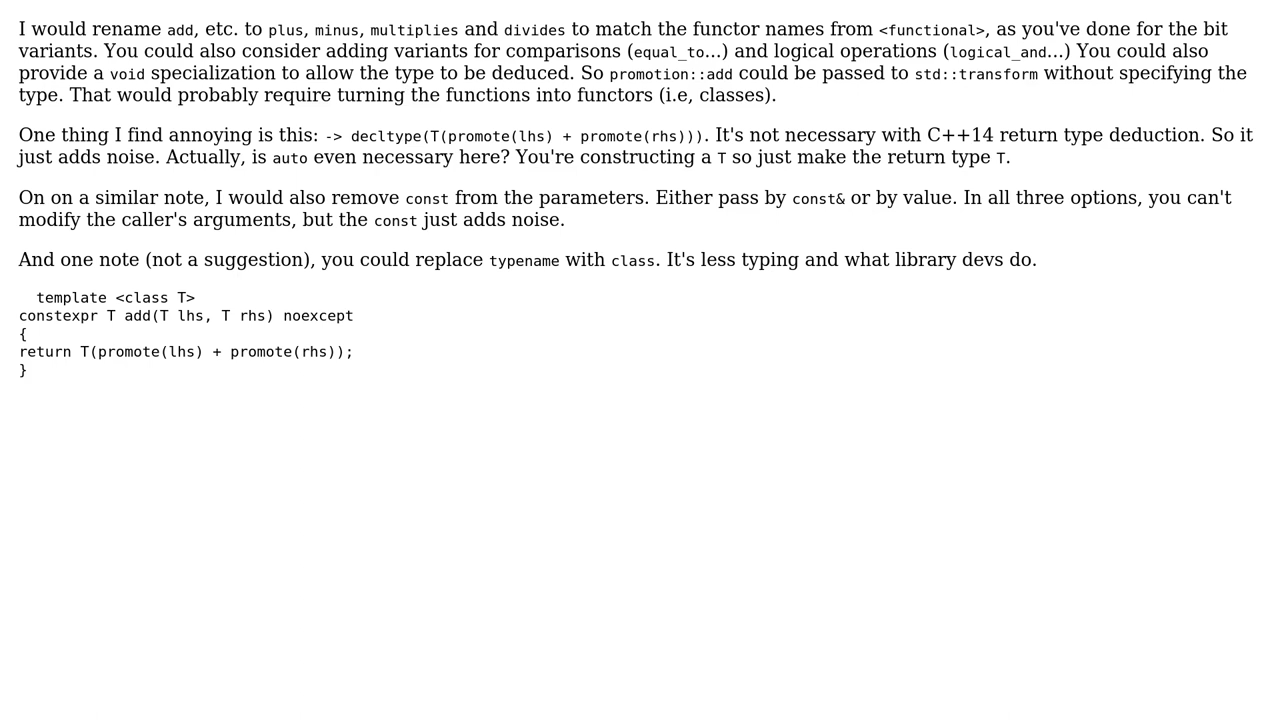 I would rename add, etc. to plus, minus, multiplies and divides to match the functor names from <functional>, as you've done for the bit
variants. You could also consider adding variants for comparisons (equal_to...) and logical operations (logical_and...) You could also
provide a void specialization to allow the type to be deduced. So promotion::add could be passed to std::transform without specifying the
type. That would probably require turning the functions into functors (i.e, classes).
One thing I find annoying is this: -> decltype(T(promote(lhs) + promote(rhs))). It's not necessary with C++14 return type deduction. So it
just adds noise. Actually, is auto even necessary here? You're constructing a T so just make the return type T.
On on a similar note, I would also remove const from the parameters. Either pass by const& or by value. In all three options, you can't
modify the caller's arguments, but the const just adds noise.
And one note (not a suggestion), you could replace typename with class. It's less typing and what library devs do.
template <class T>
constexpr T add(T lhs, T rhs) noexcept
{
return T(promote(lhs) + promote(rhs));
}